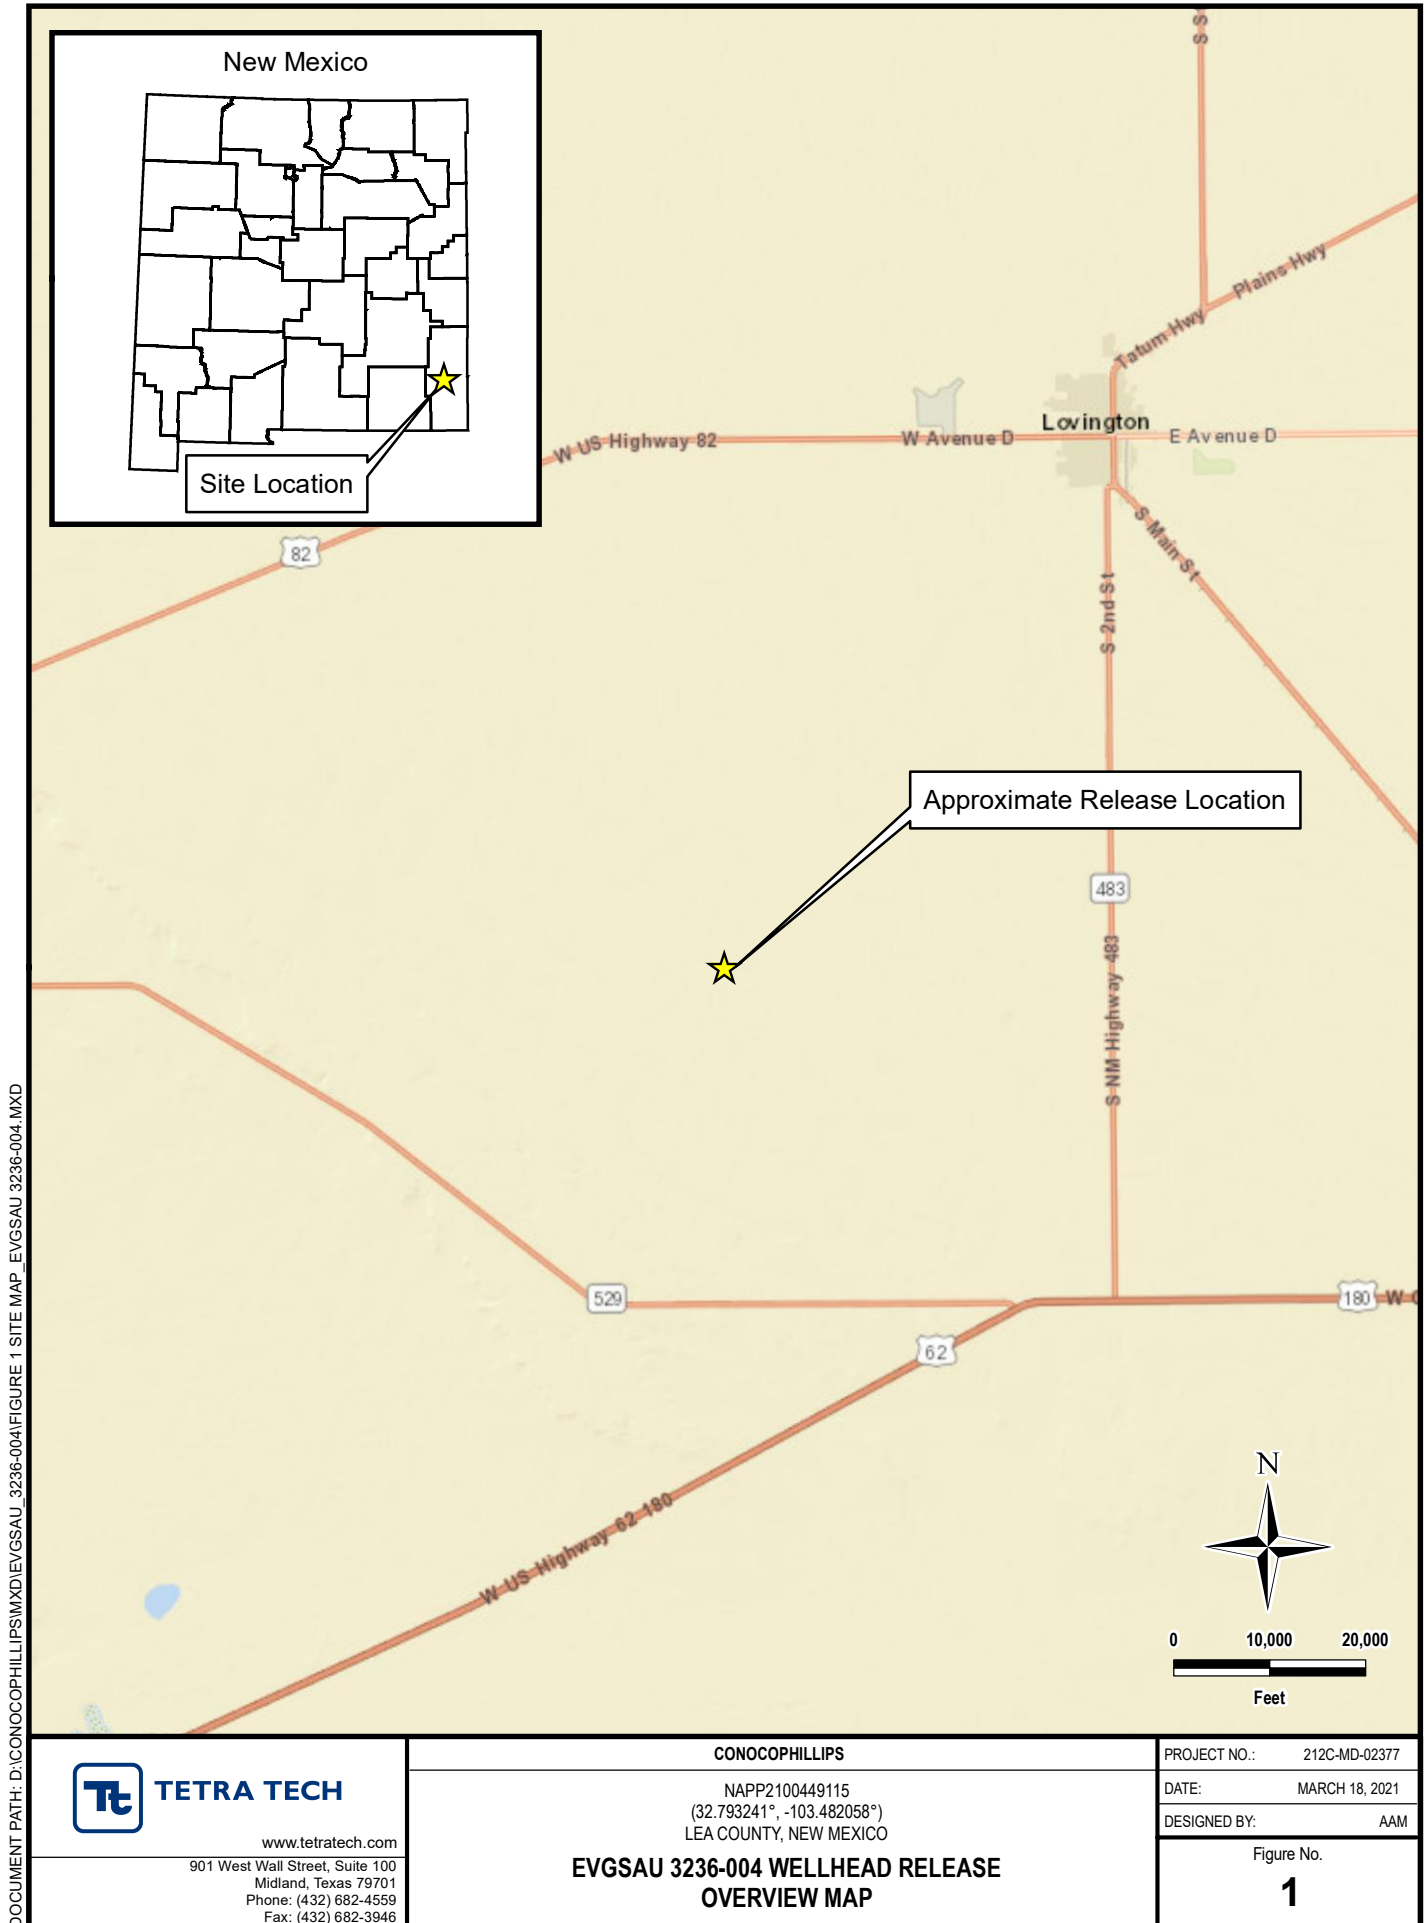 New Mexico
Site Location
S S
Plains Hwy
Tatum Hwy
Lovington
W US Highway 82
W Avenue D
E Avenue D
82
S Main St
S 2nd St
Approximate Release Location
483
S NM Highway 483
529
180
W
62
W US Highway 62 180
N
0 10,000 20,000
Feet
DOCUMENT PATH: D:\CONOCOPHILLIPS\MXD\EVGSAU_3236-004\FIGURE 1 SITE MAP_EVGSAU 3236-004.MXD
Tt TETRA TECH
www.tetratech.com
901 West Wall Street, Suite 100
Midland, Texas 79701
Phone: (432) 682-4559
Fax: (432) 682-3946
CONOCOPHILLIPS
NAPP2100449115
(32.793241°, -103.482058°)
LEA COUNTY, NEW MEXICO
EVGSAU 3236-004 WELLHEAD RELEASE
OVERVIEW MAP
PROJECT NO.: 212C-MD-02377
DATE: MARCH 18, 2021
DESIGNED BY: AAM
Figure No.
1